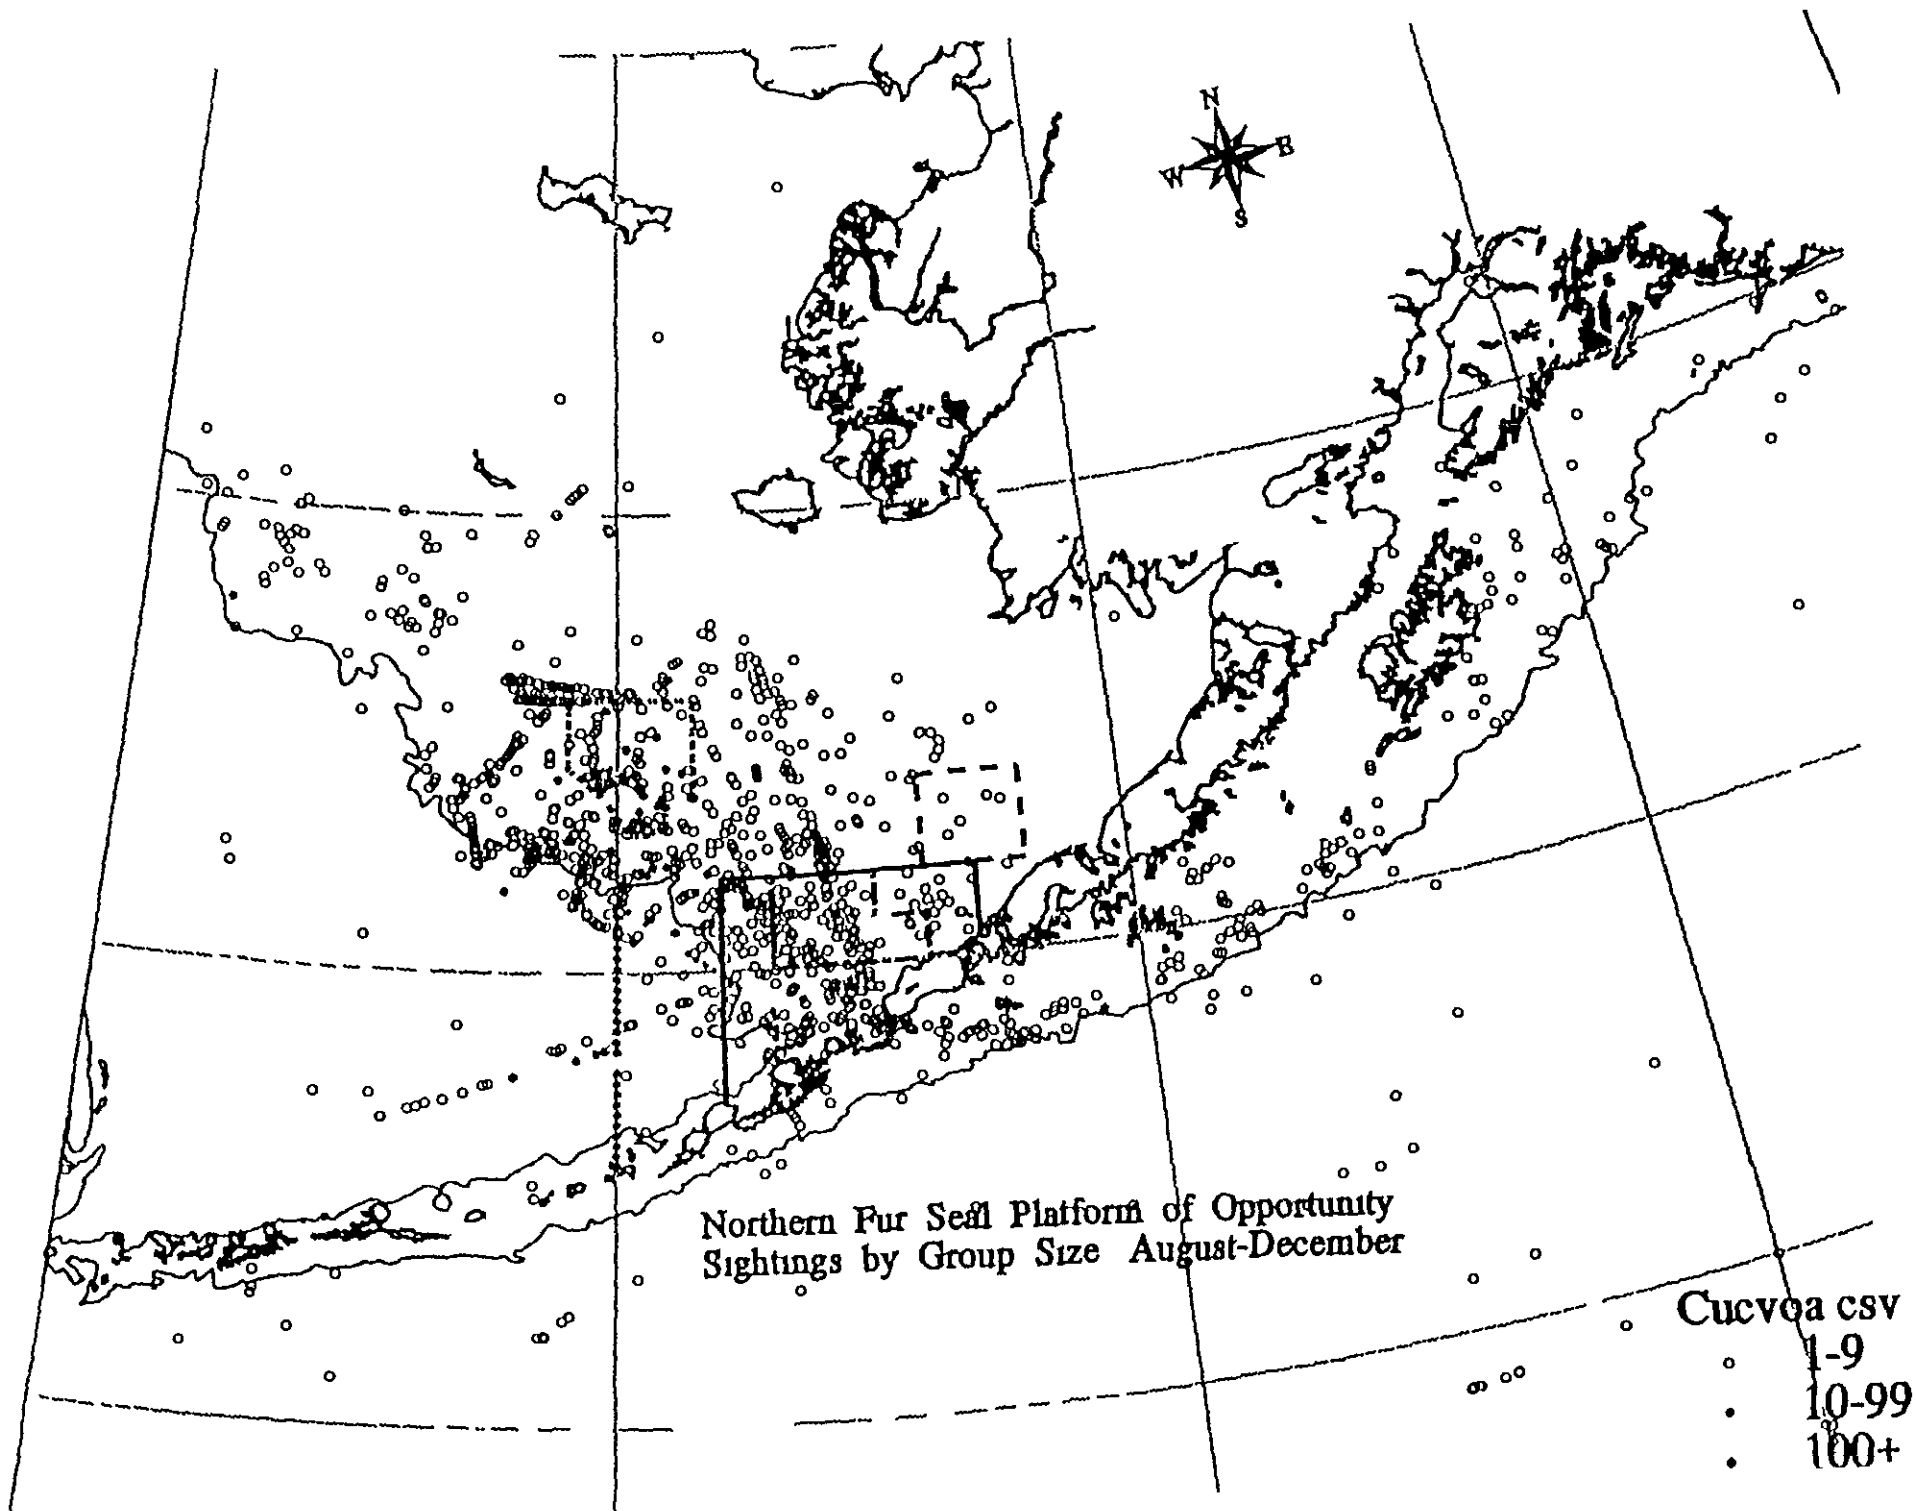 N
W E
S
Northern Fur Seal Platform of Opportunity
Sightings by Group Size August-December
Cucvoa csv
1-9
10-99
100+